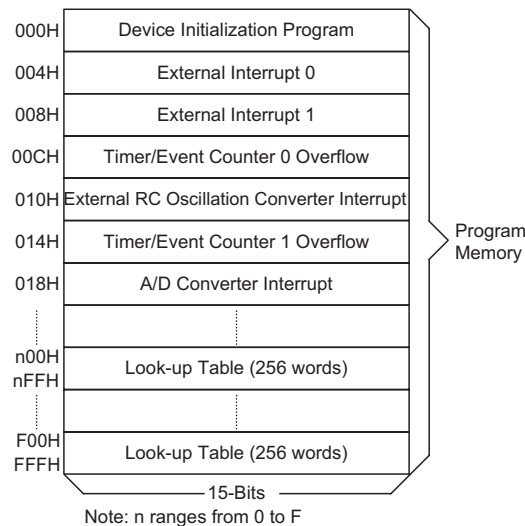 000H Device Initialization Program
004H External Interrupt 0
008H External Interrupt 1
00CH Timer/Event Counter 0 Overflow
010H External RC Oscillation Converter Interrupt
014H Timer/Event Counter 1 Overflow
018H A/D Converter Interrupt
n00H
nFFH
Look-up Table (256 words)
F00H
FFFH
Look-up Table (256 words)
Program
Memory
15-Bits
Note: n ranges from 0 to F